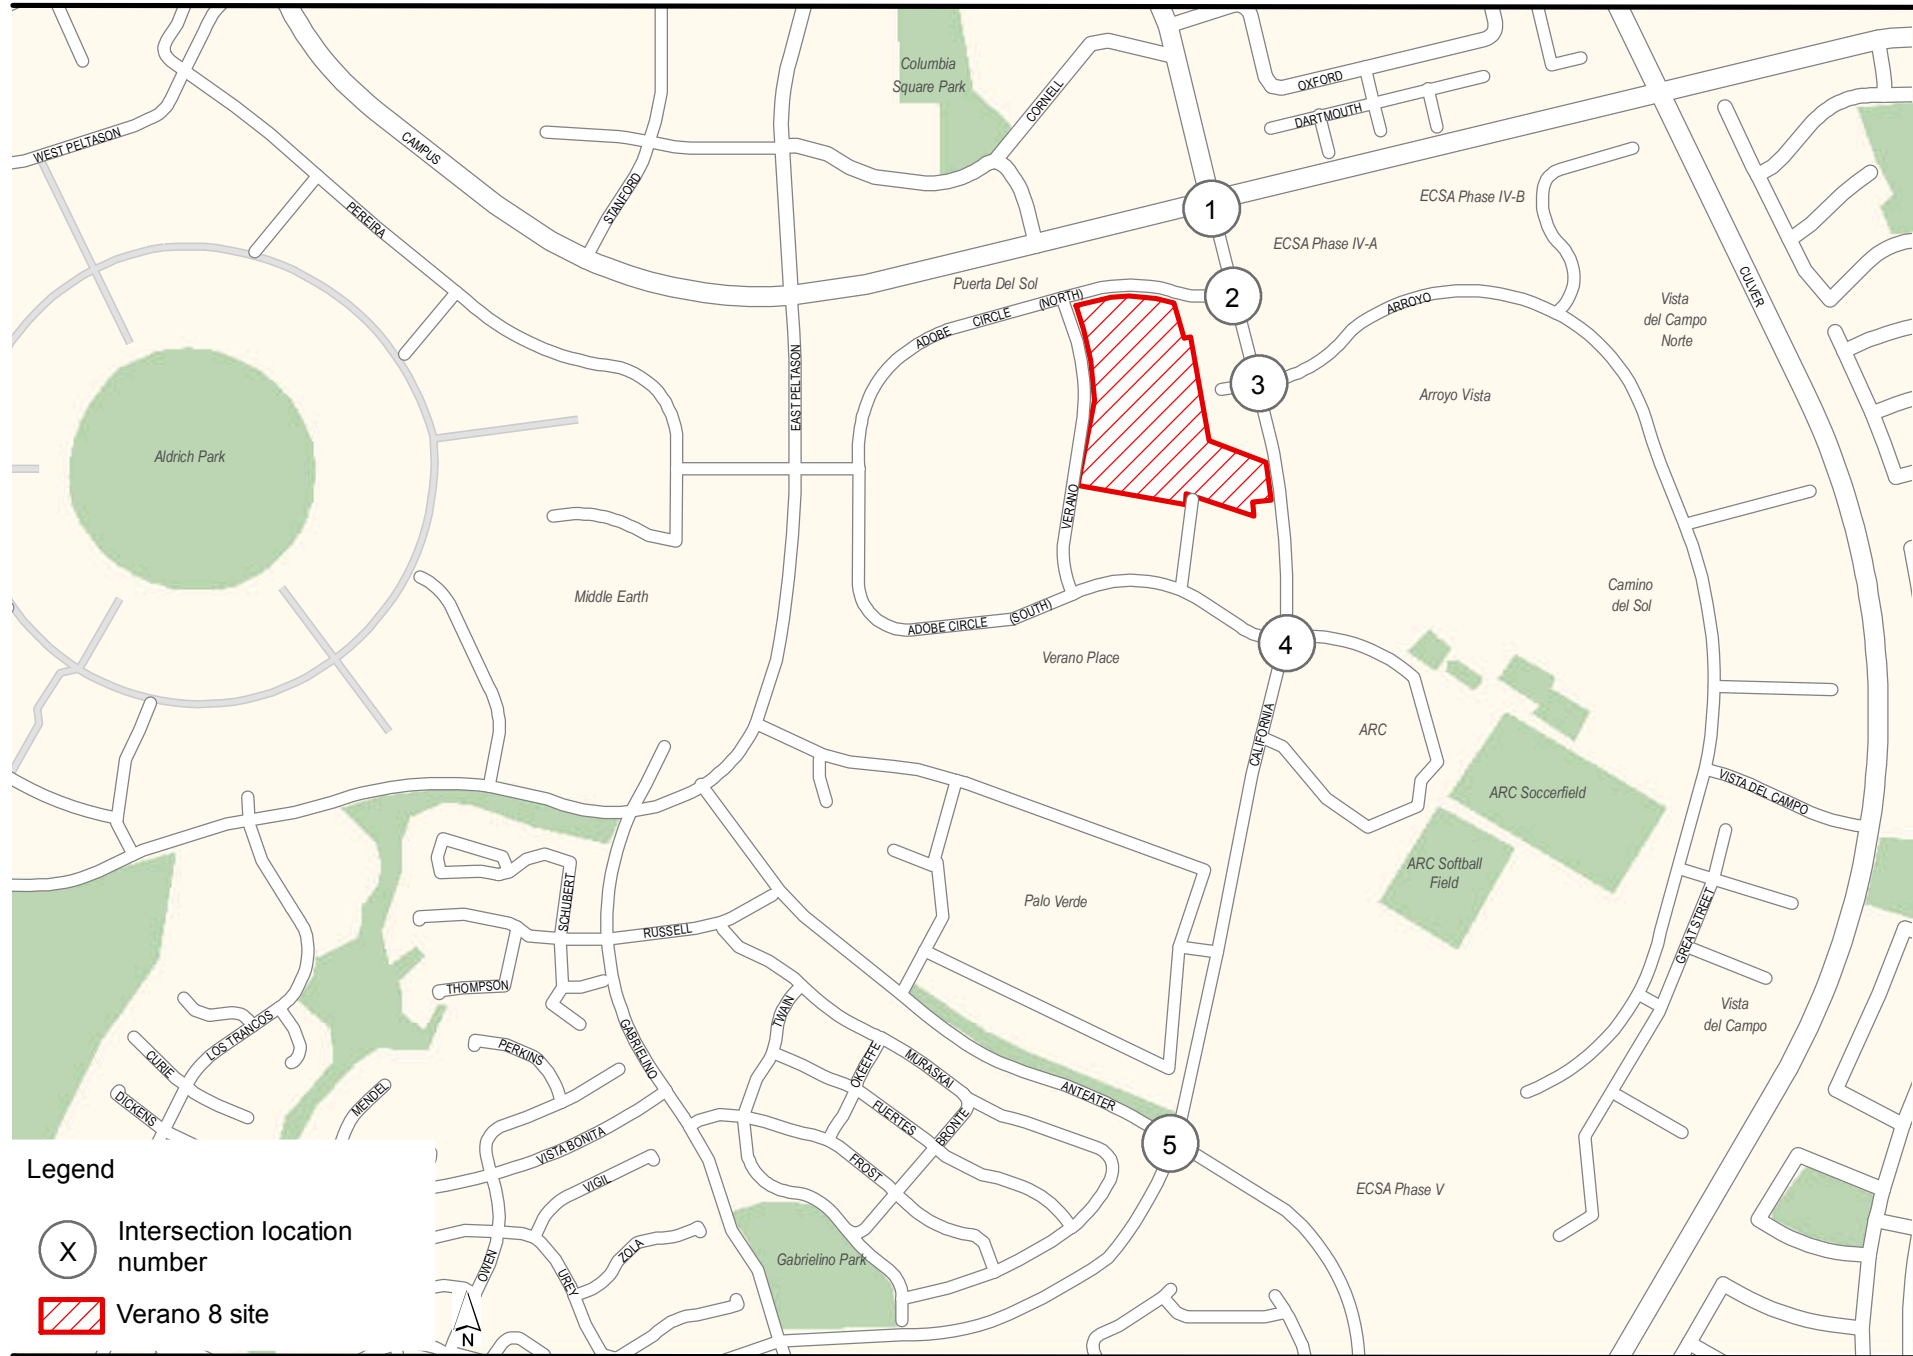 Columbia
Square Park
CORNELL
OXFORD
DARTMOUTH
WEST PELTASON
CAMPUS
STANFORD
PEREIRA
1
ECSA Phase IV-B
ECSA Phase IV-A
CULVER
Puerta Del Sol
2
ADOBE CIRCLE (NORTH)
ARROYO
Vista
del Campo
Norte
EAST PELTASON
3
Arroyo Vista
Aldrich Park
VERANO
Middle Earth
Camino
del Sol
ADOBE CIRCLE (SOUTH)
4
Verano Place
CALIFORNIA
ARC
VISTA DEL CAMPO
ARC Soccerfield
ARC Softball
Field
SCHUBERT
Palo Verde
RUSSELL
GREAT STREET
THOMPSON
TWAIN
Vista
del Campo
LOS TRANCOS
GABRIELINO
PERKINS
CURIE
OKEEFFE
MURASKAI
DICKENS
MENDEL
ANTEATER
FUERTES
BRONTE
VISTA BONITA
5
FROST
VIGIL
ECSA Phase V
ZOLA
OWEN
UREY
Gabrielino Park
Legend
X
Intersection location
number
Verano 8 site
N